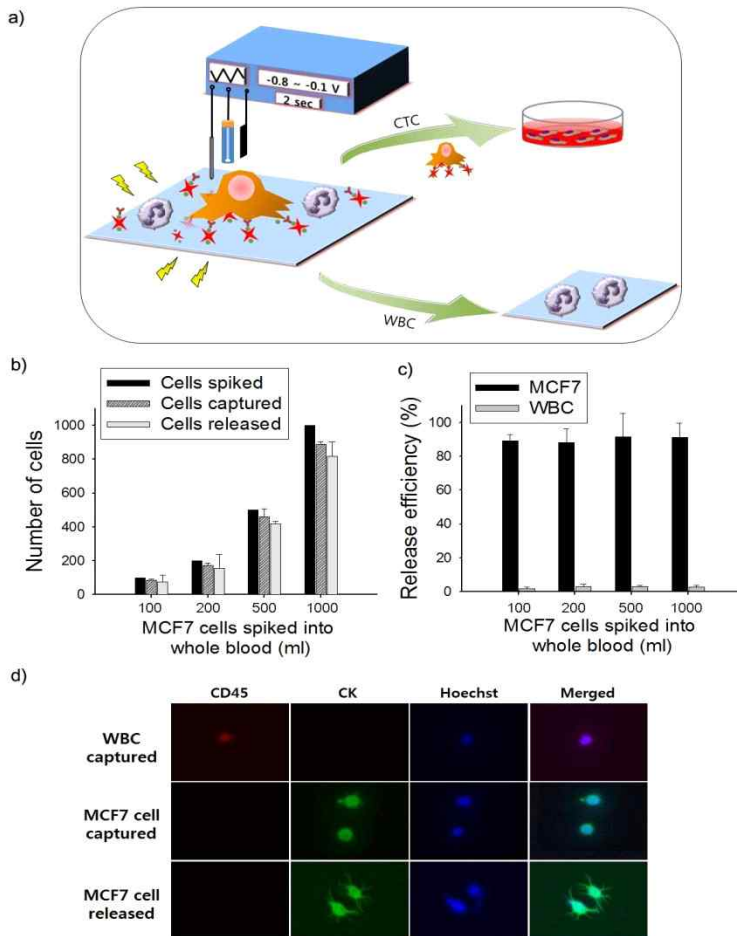 a)
-0.8 ~ -0.1 V
2 sec
CTC
WBC
b)
Cells spiked
Cells captured
Cells released
Number of cells
1000
800
600
400
200
0
100 200 500 1000
MCF7 cells spiked into
whole blood (ml)
c)
MCF7
WBC
Release efficiency (%)
100
80
60
40
20
0
100 200 500 1000
MCF7 cells spiked into
whole blood (ml)
d)
CD45 CK Hoechst Merged
WBC
captured
MCF7 cell
captured
MCF7 cell
released